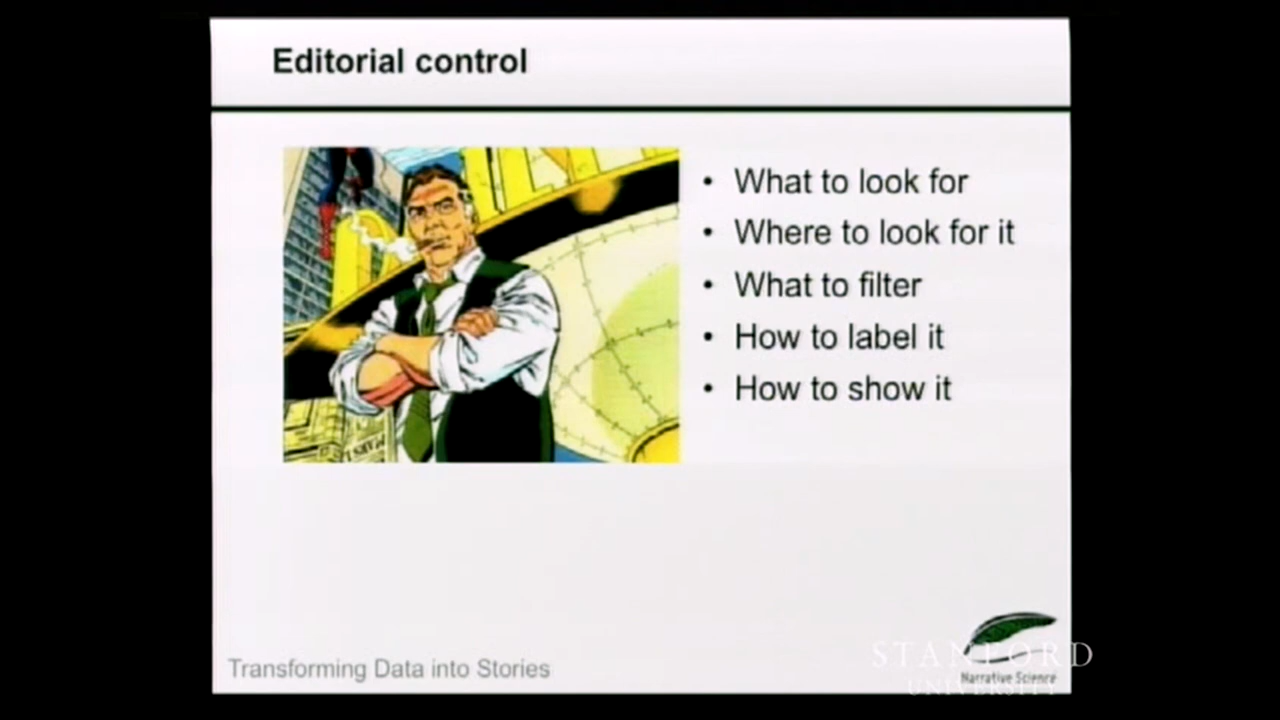 Editorial control
• What to look for
• Where to look for it
• What to filter
• How to label it
• How to show it
Transforming Data into Stories
STANFORD
UNIVERSITY
Narrative Science